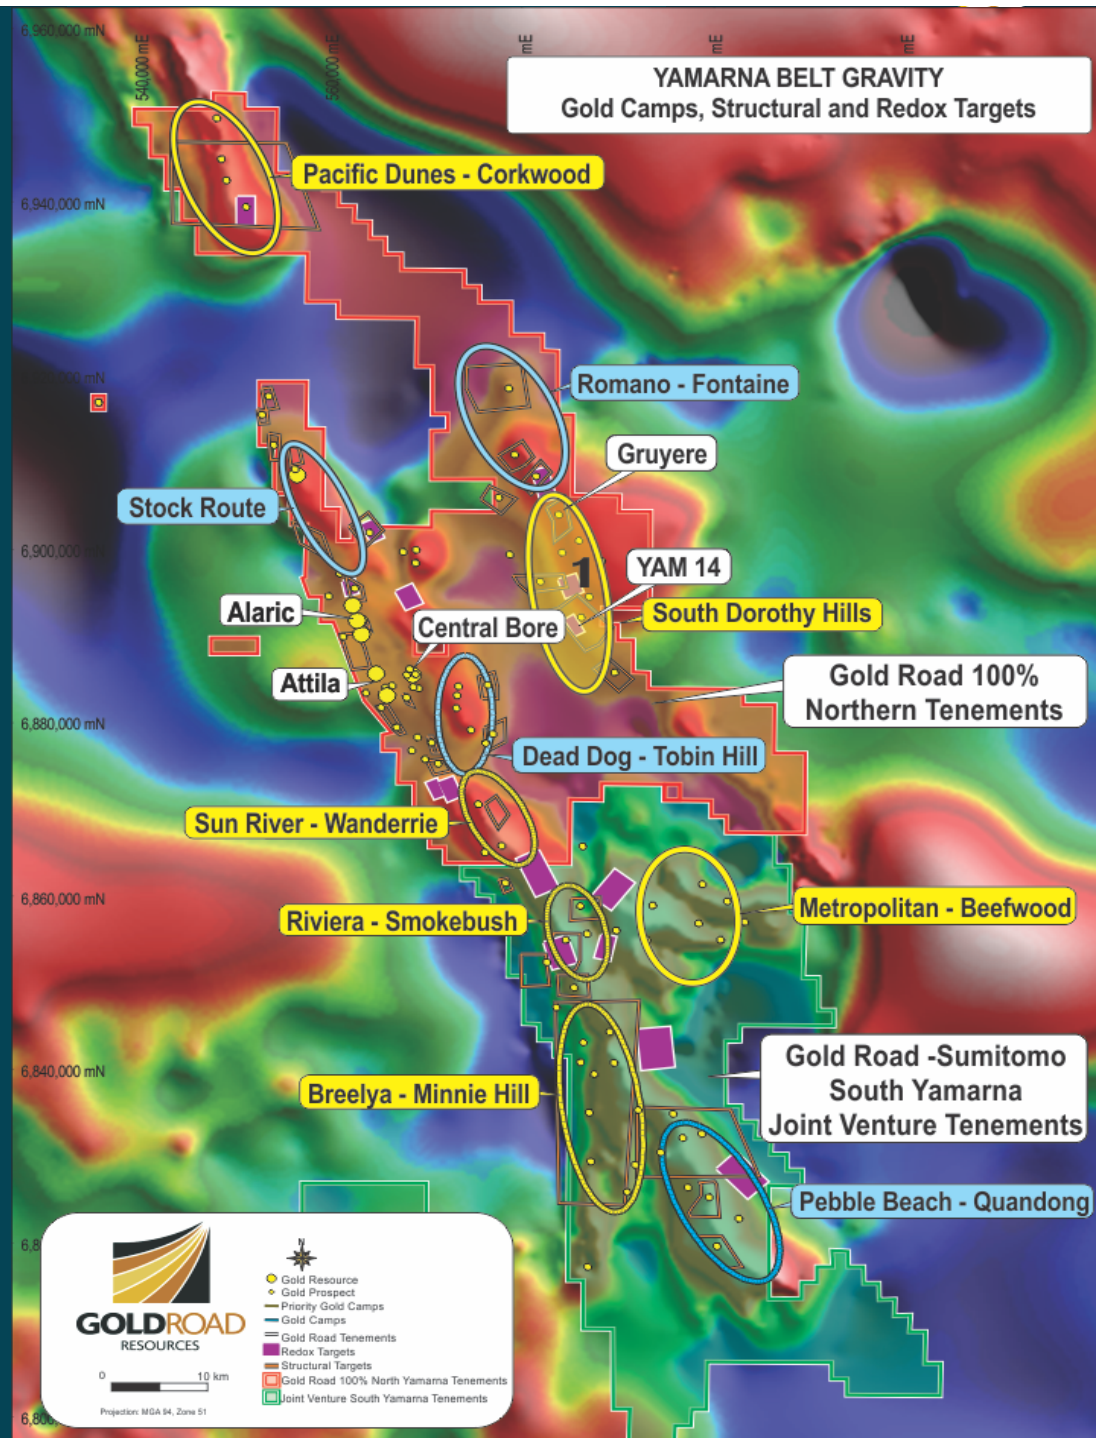 6,960,000 mN
540,000 mE
560,000 mE
mE
mE
mE
YAMARNA BELT GRAVITY
Gold Camps, Structural and Redox Targets
Pacific Dunes - Corkwood
6,940,000 mN
mN
Romano - Fontaine
Gruyere
Stock Route
6,900,000 mN
1
YAM 14
Alaric
Central Bore
South Dorothy Hills
Attila
Gold Road 100%
Northern Tenements
6,880,000 mN
Dead Dog - Tobin Hill
Sun River - Wanderrie
6,860,000 mN
Metropolitan - Beefwood
Riviera - Smokebush
Gold Road -Sumitomo
South Yamarna
Joint Venture Tenements
6,840,000 mN
Breelya - Minnie Hill
Pebble Beach - Quandong
6,8
N
GOLDROAD
RESOURCES
0 10 km
Projection: MGA 94, Zone 51
Gold Resource
Gold Prospect
Priority Gold Camps
Gold Camps
Gold Road Tenements
Redox Targets
Structural Targets
Gold Road 100% North Yamarna Tenements
Joint Venture South Yamarna Tenements
6,800,